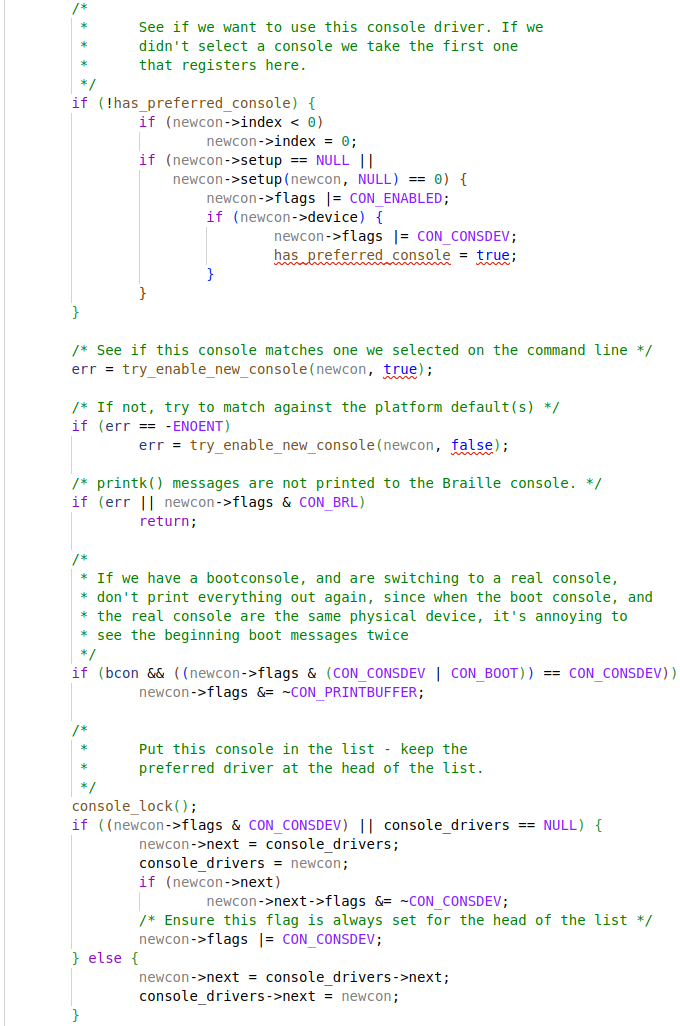 /*
 *	See if we want to use this console driver. If we
 *	didn't select a console we take the first one
 *	that registers here.
 */
if (!has_preferred_console) {
	if (newcon->index < 0)
		newcon->index = 0;
	if (newcon->setup == NULL ||
	    newcon->setup(newcon, NULL) == 0) {
		newcon->flags |= CON_ENABLED;
		if (newcon->device) {
			newcon->flags |= CON_CONSDEV;
			has_preferred_console = true;
		}
	}
}

/* See if this console matches one we selected on the command line */
err = try_enable_new_console(newcon, true);

/* If not, try to match against the platform default(s) */
if (err == -ENOENT)
	err = try_enable_new_console(newcon, false);

/* printk() messages are not printed to the Braille console. */
if (err || newcon->flags & CON_BRL)
	return;

/*
 * If we have a bootconsole, and are switching to a real console,
 * don't print everything out again, since when the boot console, and
 * the real console are the same physical device, it's annoying to
 * see the beginning boot messages twice
 */
if (bcon && ((newcon->flags & (CON_CONSDEV | CON_BOOT)) == CON_CONSDEV))
	newcon->flags &= ~CON_PRINTBUFFER;

/*
 *	Put this console in the list - keep the
 *	preferred driver at the head of the list.
 */
console_lock();
if ((newcon->flags & CON_CONSDEV) || console_drivers == NULL) {
	newcon->next = console_drivers;
	console_drivers = newcon;
	if (newcon->next)
		newcon->next->flags &= ~CON_CONSDEV;
	/* Ensure this flag is always set for the head of the list */
	newcon->flags |= CON_CONSDEV;
} else {
	newcon->next = console_drivers->next;
	console_drivers->next = newcon;
}